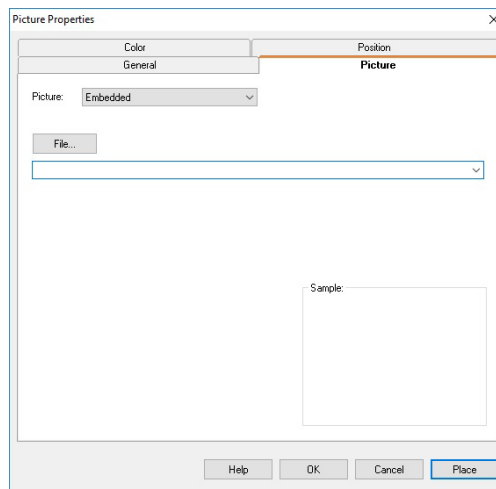 Picture Properties
Color Position
General Picture
Picture: Embedded
File...
Sample:
Help OK Cancel Place